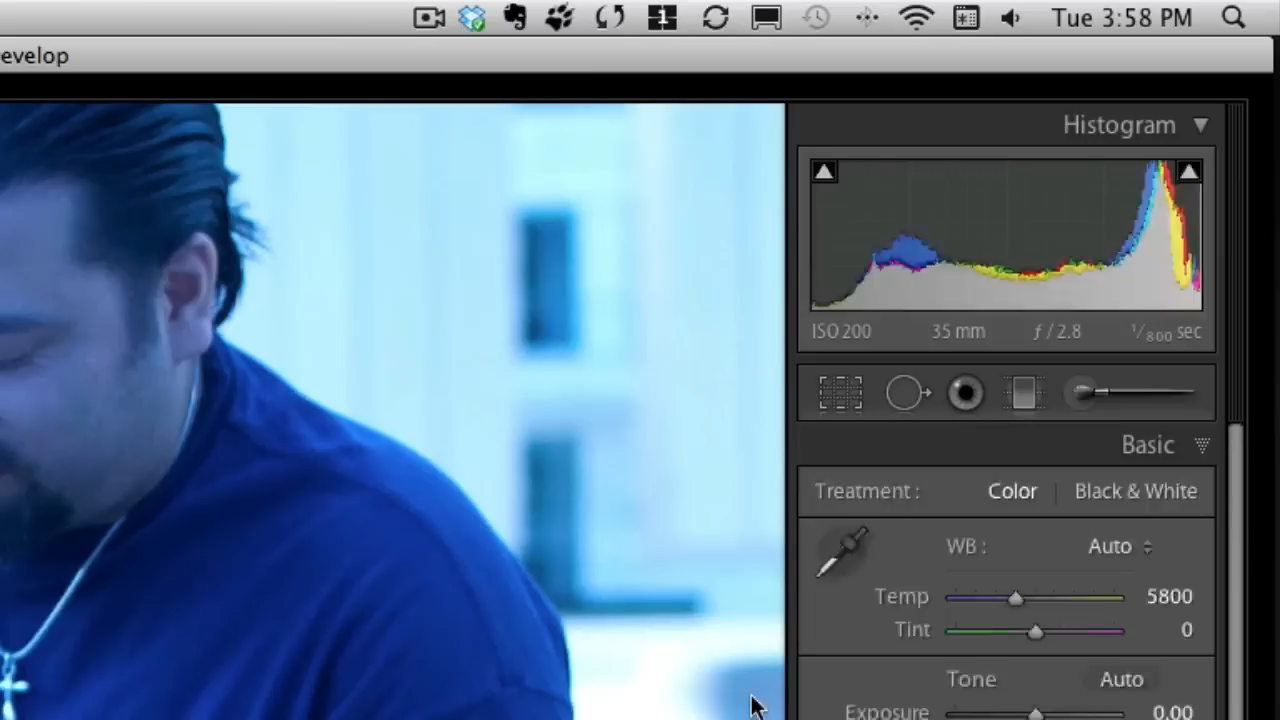 1 Tue 3:58 PM
evelop
Histogram
ISO 200 35 mm ƒ / 2.8 1/800 sec
Basic
Treatment : Color Black & White
WB : Auto
Temp 5800
Tint 0
Tone Auto
Exposure 0.00